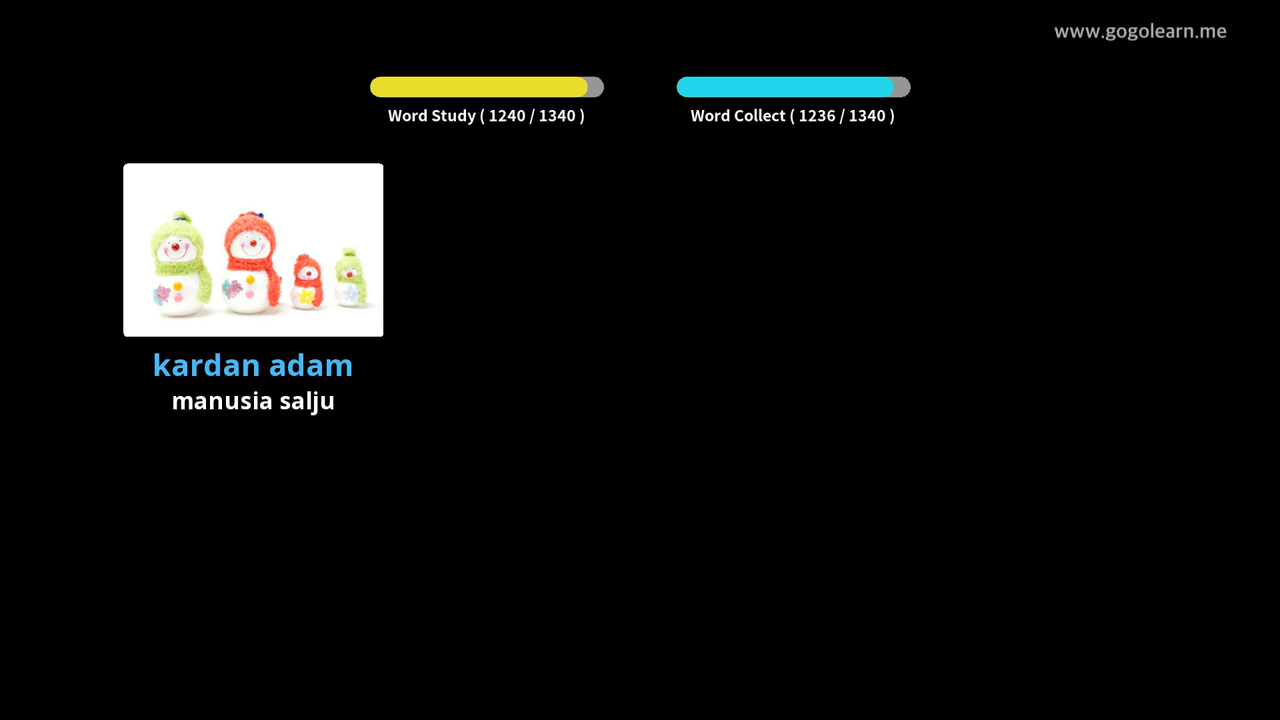 www.gogolearn.me
Word Study ( 1240 / 1340 )
Word Collect ( 1236 / 1340 )
kardan adam
manusia salju